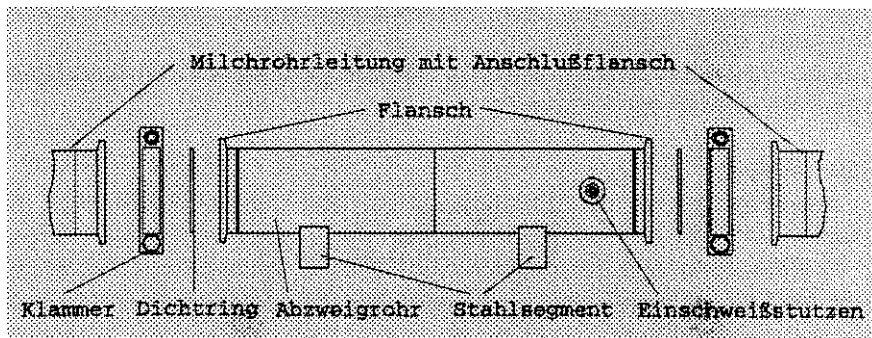 Milchrohrleitung mit Anschlußflansch
Flansch
Klammer Dichtring Abzweigrohr Stahlsegment Einschweißstutzen